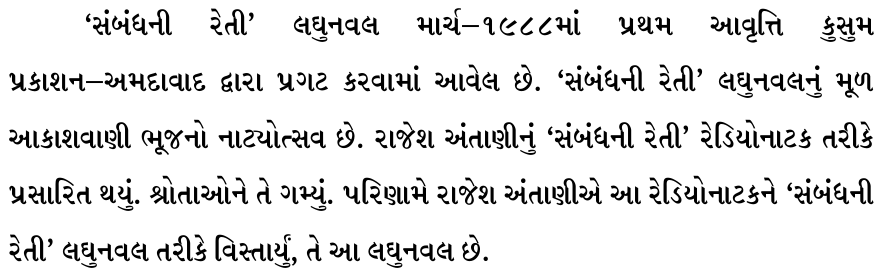 ‘સંબંધની રેતી’ લઘુનવલ માર્ચ–૧૯૮૮માં પ્રથમ આવૃત્તિ કુસુમ
પ્રકાશન–અમદાવાદ દ્વારા પ્રગટ કરવામાં આવેલ છે. ‘સંબંધની રેતી’ લઘુનવલનું મૂળ
આકાશવાણી ભૂજનો નાટ્યોત્સવ છે. રાજેશ અંતાણીનું ‘સંબંધની રેતી’ રેડિયોનાટક તરીકે
પ્રસારિત થયું. શ્રોતાઓને તે ગમ્યું. પરિણામે રાજેશ અંતાણીએ આ રેડિયોનાટકને ‘સંબંધની
રેતી’ લઘુનવલ તરીકે વિસ્તાર્યું, તે આ લઘુનવલ છે.